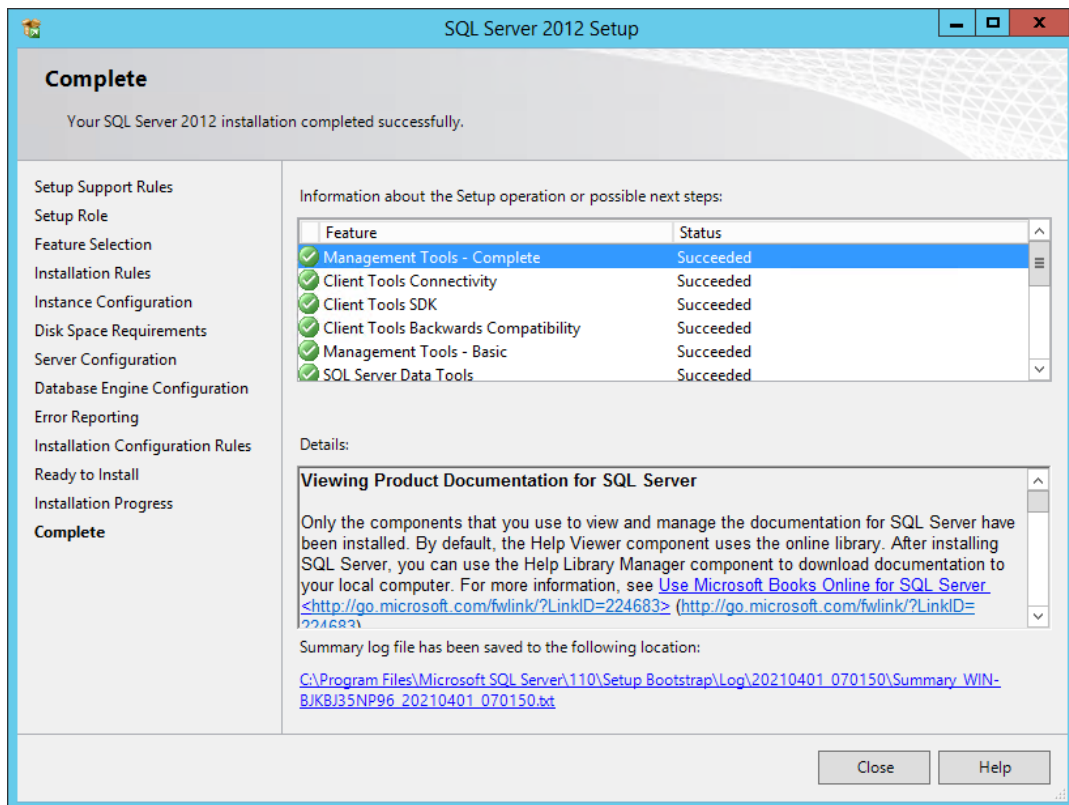 SQL Server 2012 Setup
Complete
Your SQL Server 2012 installation completed successfully.
Setup Support Rules
Setup Role
Feature Selection
Installation Rules
Instance Configuration
Disk Space Requirements
Server Configuration
Database Engine Configuration
Error Reporting
Installation Configuration Rules
Ready to Install
Installation Progress
Complete
Information about the Setup operation or possible next steps:
Feature Status
Management Tools - Complete Succeeded
Client Tools Connectivity Succeeded
Client Tools SDK Succeeded
Client Tools Backwards Compatibility Succeeded
Management Tools - Basic Succeeded
SQL Server Data Tools Succeeded
Details:
Viewing Product Documentation for SQL Server
Only the components that you use to view and manage the documentation for SQL Server have
been installed. By default, the Help Viewer component uses the online library. After installing
SQL Server, you can use the Help Library Manager component to download documentation to
your local computer. For more information, see Use Microsoft Books Online for SQL Server
<http://go.microsoft.com/fwlink/?LinkID=224683> (http://go.microsoft.com/fwlink/?LinkID=
224683)
Summary log file has been saved to the following location:
C:\Program Files\Microsoft SQL Server\110\Setup Bootstrap\Log\20210401_070150\Summary_WIN-
BJKBJ35NP96_20210401_070150.txt
Close Help